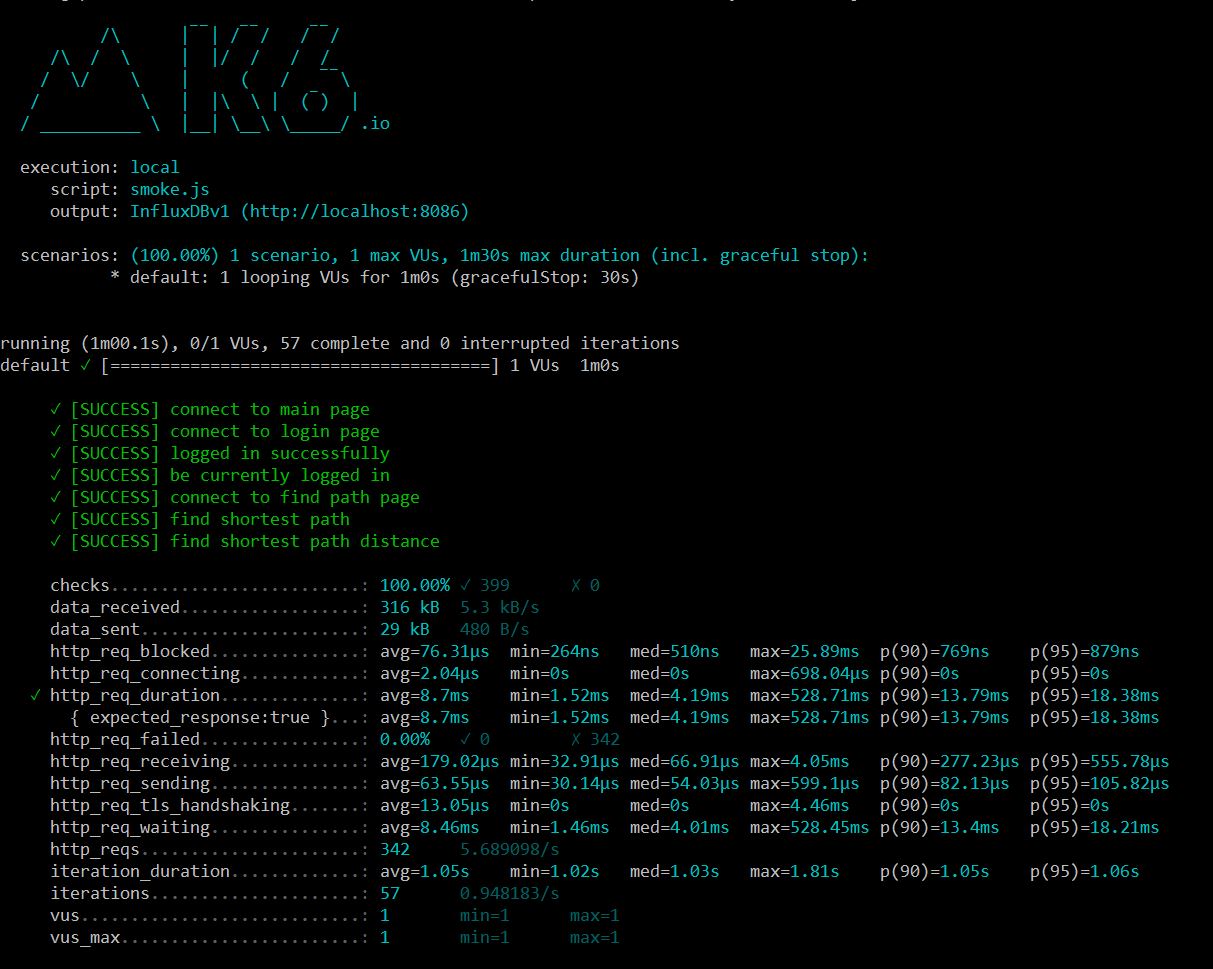 /\      |‾‾| /‾‾/   /‾‾/
     /\  /  \     |  |/  /   /  /
    /  \/    \    |     (   /   ‾‾\
   /          \   |  |\  \ |  (‾)  |
  / __________ \  |__| \__\ \_____/ .io

  execution: local
     script: smoke.js
     output: InfluxDBv1 (http://localhost:8086)

  scenarios: (100.00%) 1 scenario, 1 max VUs, 1m30s max duration (incl. graceful stop):
           * default: 1 looping VUs for 1m0s (gracefulStop: 30s)

running (1m00.1s), 0/1 VUs, 57 complete and 0 interrupted iterations
default ✓ [======================================] 1 VUs  1m0s

     ✓ [SUCCESS] connect to main page
     ✓ [SUCCESS] connect to login page
     ✓ [SUCCESS] logged in successfully
     ✓ [SUCCESS] be currently logged in
     ✓ [SUCCESS] connect to find path page
     ✓ [SUCCESS] find shortest path
     ✓ [SUCCESS] find shortest path distance

     checks.........................: 100.00% ✓ 399      ✗ 0
     data_received..................: 316 kB  5.3 kB/s
     data_sent......................: 29 kB   480 B/s
     http_req_blocked...............: avg=76.31µs  min=264ns   med=510ns   max=25.89ms  p(90)=769ns    p(95)=879ns
     http_req_connecting............: avg=2.04µs   min=0s      med=0s      max=698.04µs p(90)=0s       p(95)=0s
   ✓ http_req_duration..............: avg=8.7ms    min=1.52ms  med=4.19ms  max=528.71ms p(90)=13.79ms  p(95)=18.38ms
       { expected_response:true }...: avg=8.7ms    min=1.52ms  med=4.19ms  max=528.71ms p(90)=13.79ms  p(95)=18.38ms
     http_req_failed................: 0.00%   ✓ 0        ✗ 342
     http_req_receiving.............: avg=179.02µs min=32.91µs med=66.91µs max=4.05ms   p(90)=277.23µs p(95)=555.78µs
     http_req_sending...............: avg=63.55µs  min=30.14µs med=54.03µs max=599.1µs  p(90)=82.13µs  p(95)=105.82µs
     http_req_tls_handshaking.......: avg=13.05µs  min=0s      med=0s      max=4.46ms   p(90)=0s       p(95)=0s
     http_req_waiting...............: avg=8.46ms   min=1.46ms  med=4.01ms  max=528.45ms p(90)=13.4ms   p(95)=18.21ms
     http_reqs......................: 342     5.689098/s
     iteration_duration.............: avg=1.05s    min=1.02s   med=1.03s   max=1.81s    p(90)=1.05s    p(95)=1.06s
     iterations.....................: 57      0.948183/s
     vus............................: 1       min=1      max=1
     vus_max........................: 1       min=1      max=1